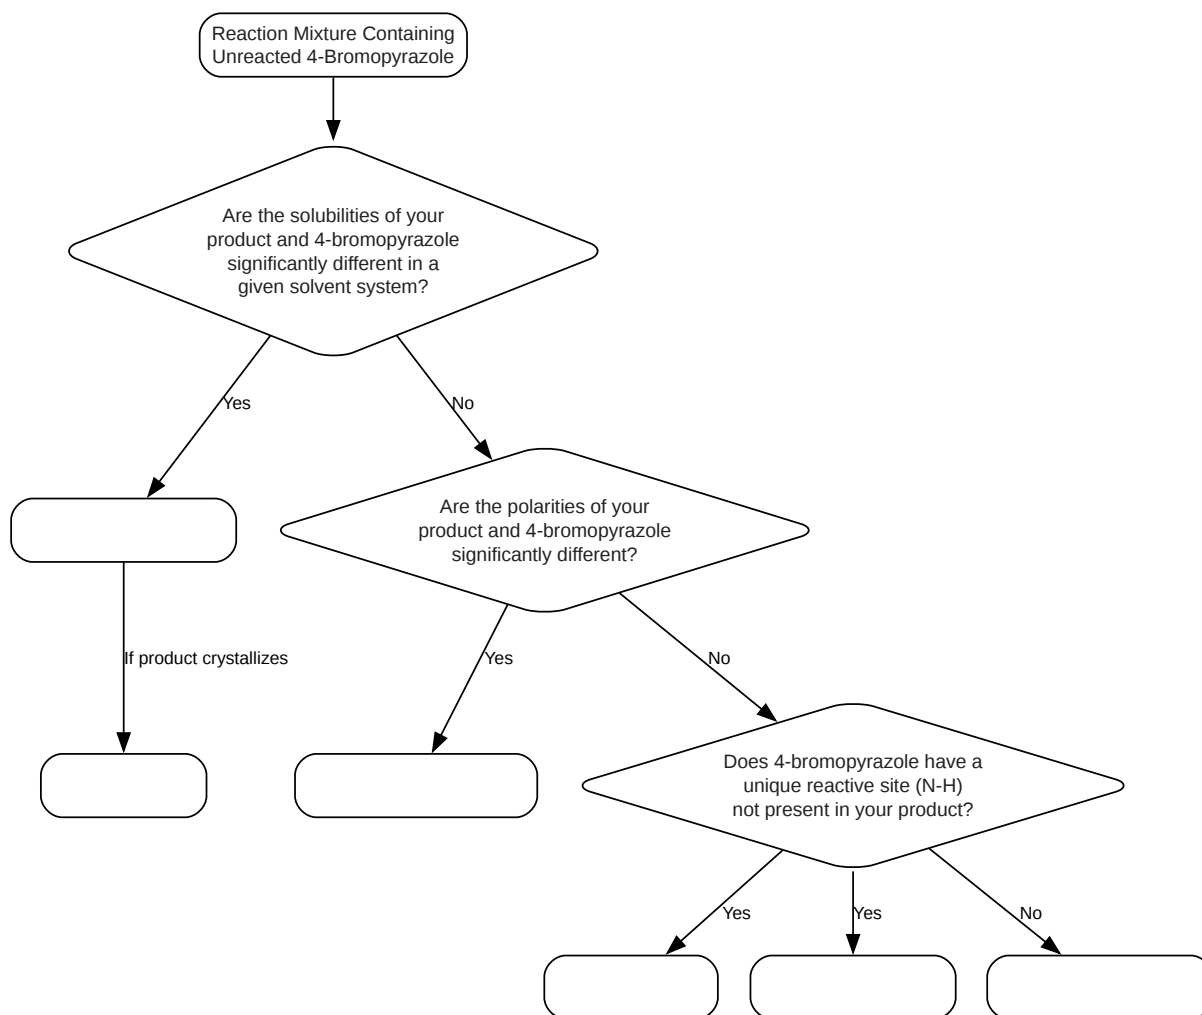 Reaction Mixture Containing
Unreacted 4-Bromopyrazole
Are the solubilities of your
product and 4-bromopyrazole
significantly different in a
given solvent system?
Yes
No
Are the polarities of your
product and 4-bromopyrazole
significantly different?
If product crystallizes
Yes
No
Does 4-bromopyrazole have a
unique reactive site (N-H)
not present in your product?
Yes
Yes
No